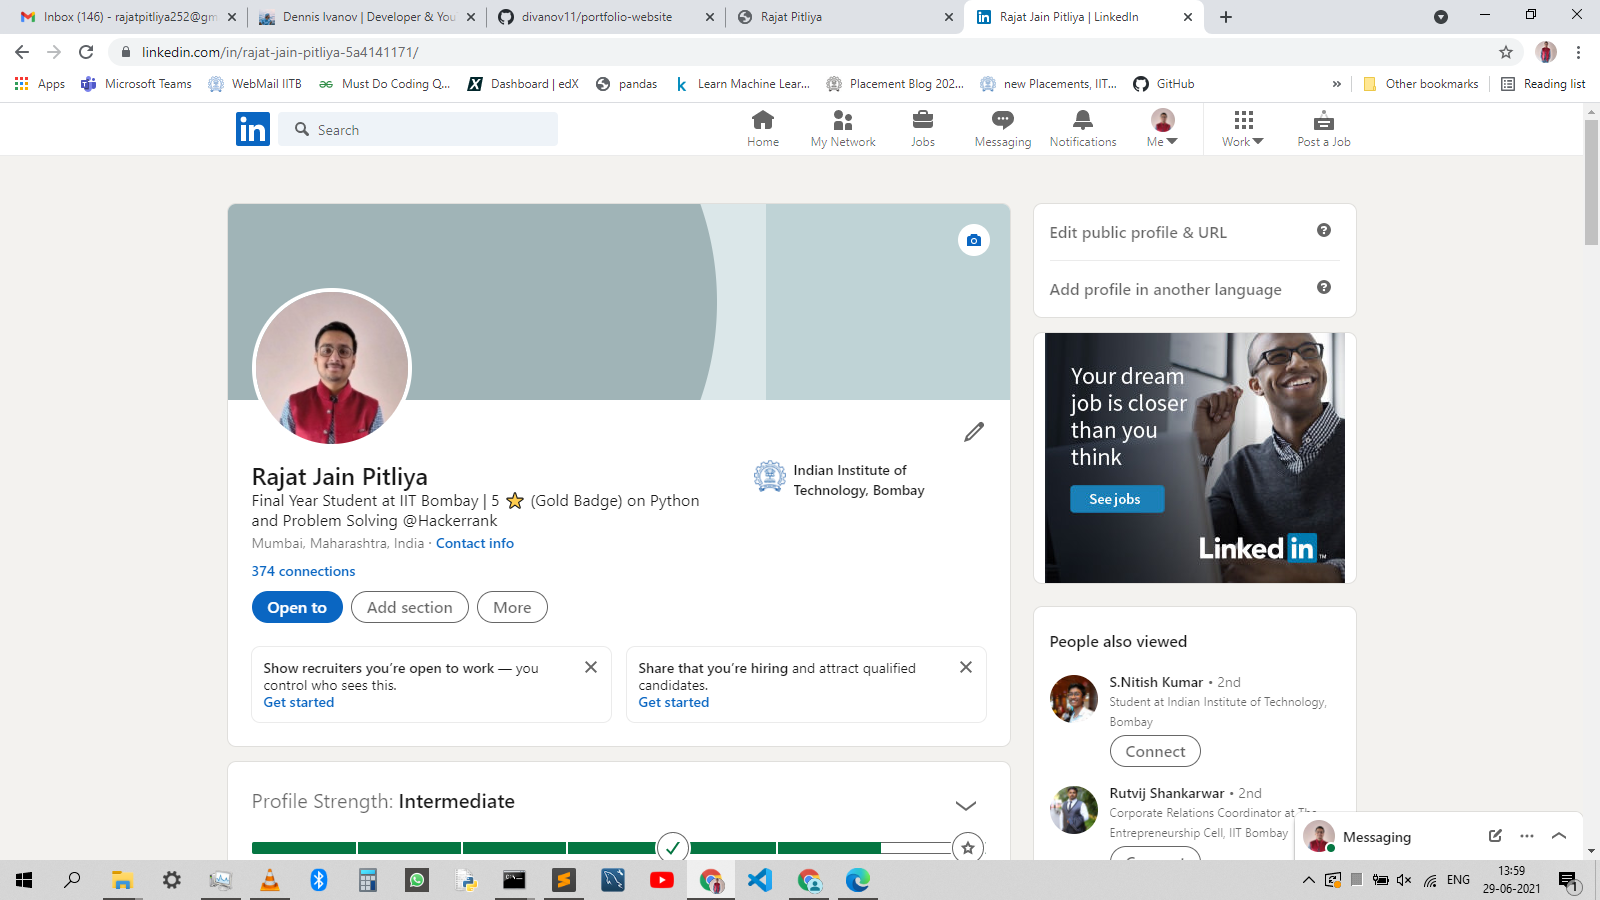 Inbox (146) - rajatpitliya252@gm
Dennis Ivanov | Developer & You
divanov11/portfolio-website
Rajat Pitliya
Rajat Jain Pitliya | LinkedIn
linkedin.com/in/rajat-jain-pitliya-5a4141171/
Apps
Microsoft Teams
WebMail IITB
Must Do Coding Q...
Dashboard | edX
pandas
Learn Machine Lear...
Placement Blog 202...
new Placements, IIT...
GitHub
»
Other bookmarks
Reading list
in
Search
Home
My Network
Jobs
Messaging
Notifications
Me
Work
Post a Job
Rajat Jain Pitliya
Final Year Student at IIT Bombay | 5 ⭐ (Gold Badge) on Python
and Problem Solving @Hackerrank
Mumbai, Maharashtra, India · Contact info
374 connections
Open to
Add section
More
Indian Institute of
Technology, Bombay
Show recruiters you're open to work — you
control who sees this.
Get started
Share that you're hiring and attract qualified
candidates.
Get started
Profile Strength: Intermediate
Edit public profile & URL
Add profile in another language
Your dream
job is closer
than you
think
See jobs
Linked in ™
People also viewed
S.Nitish Kumar • 2nd
Student at Indian Institute of Technology,
Bombay
Connect
Rutvij Shankarwar • 2nd
Corporate Relations Coordinator at The
Entrepreneurship Cell, IIT Bombay
Messaging
ENG
13:59
29-06-2021
1